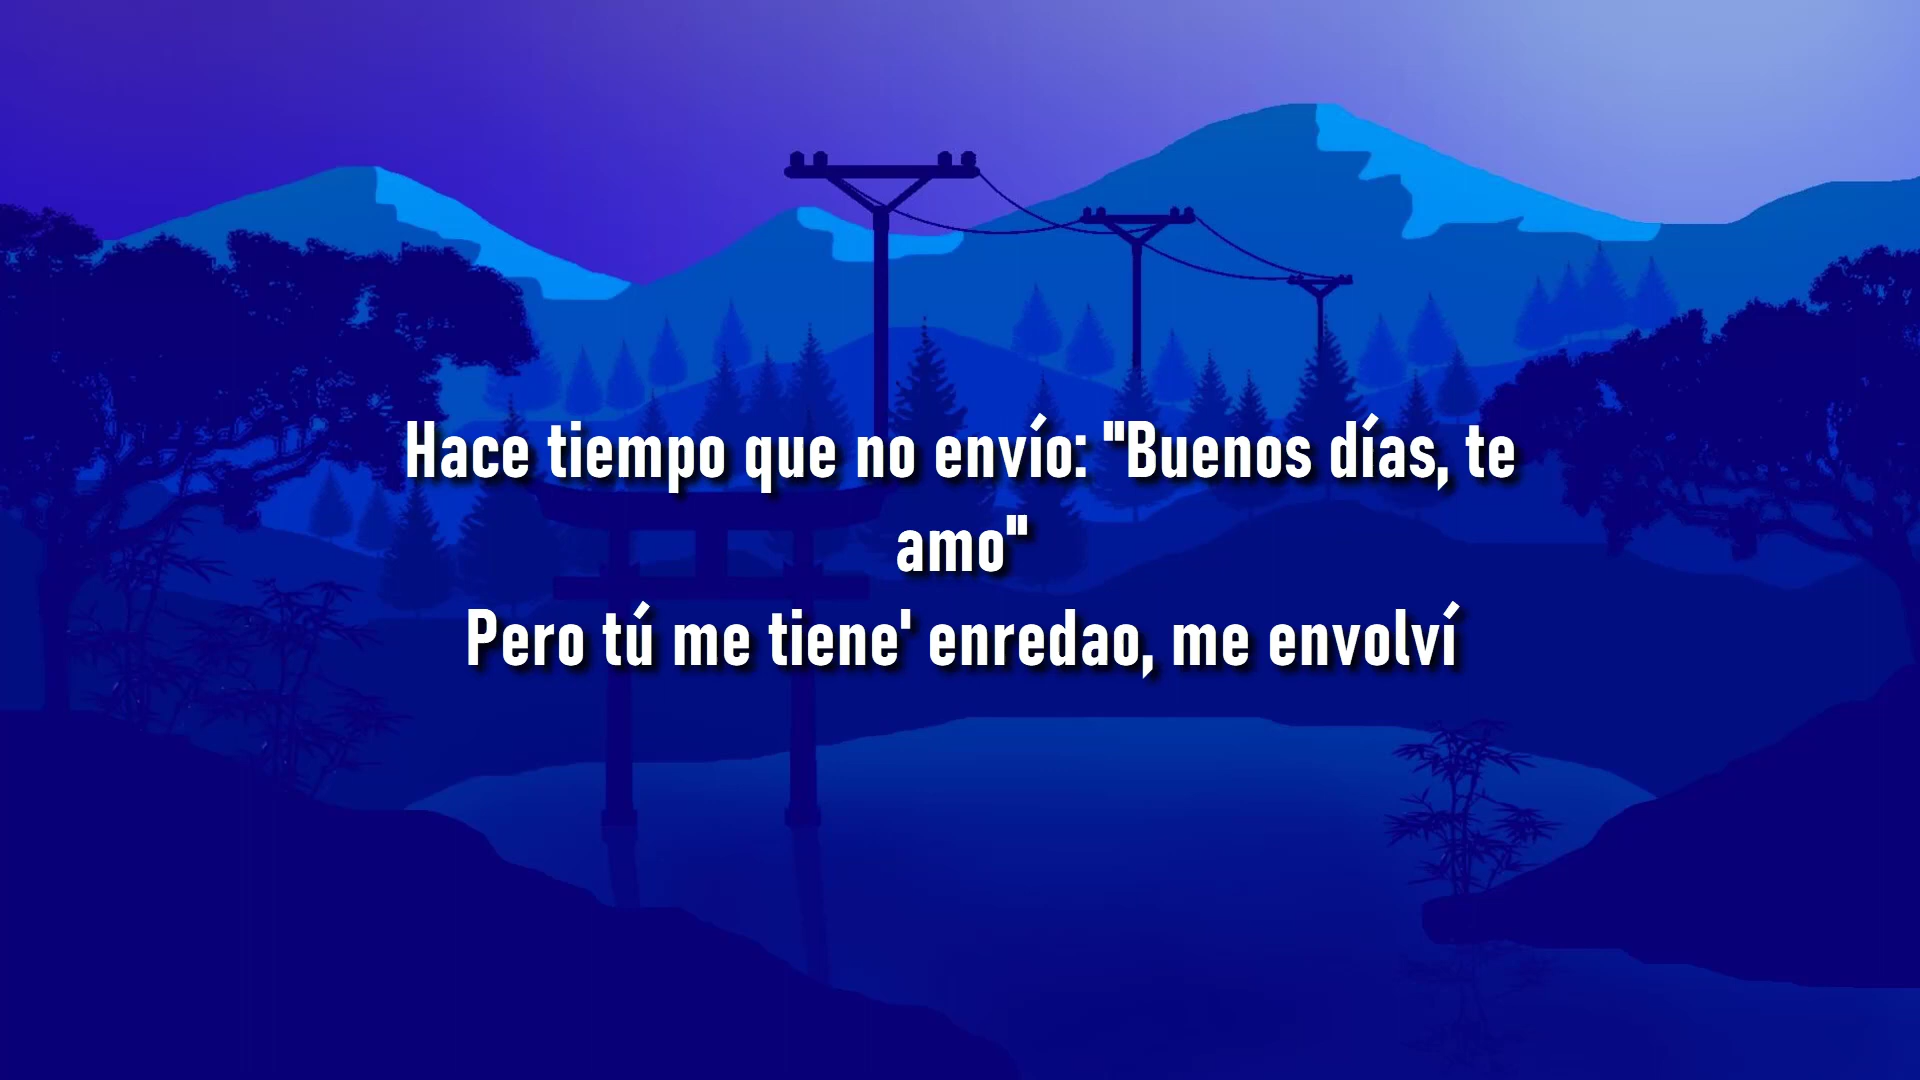 Hace tiempo que no envío: "Buenos días, te
amo"
Pero tú me tiene' enredao, me envolví